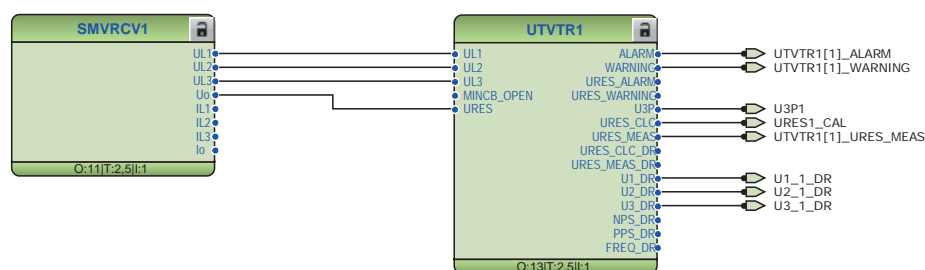 SMVRCV1
UL1
UL2
UL3
Uo
IL1
IL2
IL3
Io
O:11|T:2,5|I:1
UTVTR1
UL1
UL2
UL3
MINCB_OPEN
URES
ALARM
WARNING
URES_ALARM
URES_WARNING
U3P
URES_CLC
URES_MEAS
URES_CLC_DR
URES_MEAS_DR
U1_DR
U2_DR
U3_DR
NPS_DR
PPS_DR
FREQ_DR
O:13|T:2,5|I:1
UTVTR1[1]_ALARM
UTVTR1[1]_WARNING
U3P1
URES1_CAL
UTVTR1[1]_URES_MEAS
U1_1_DR
U2_1_DR
U3_1_DR